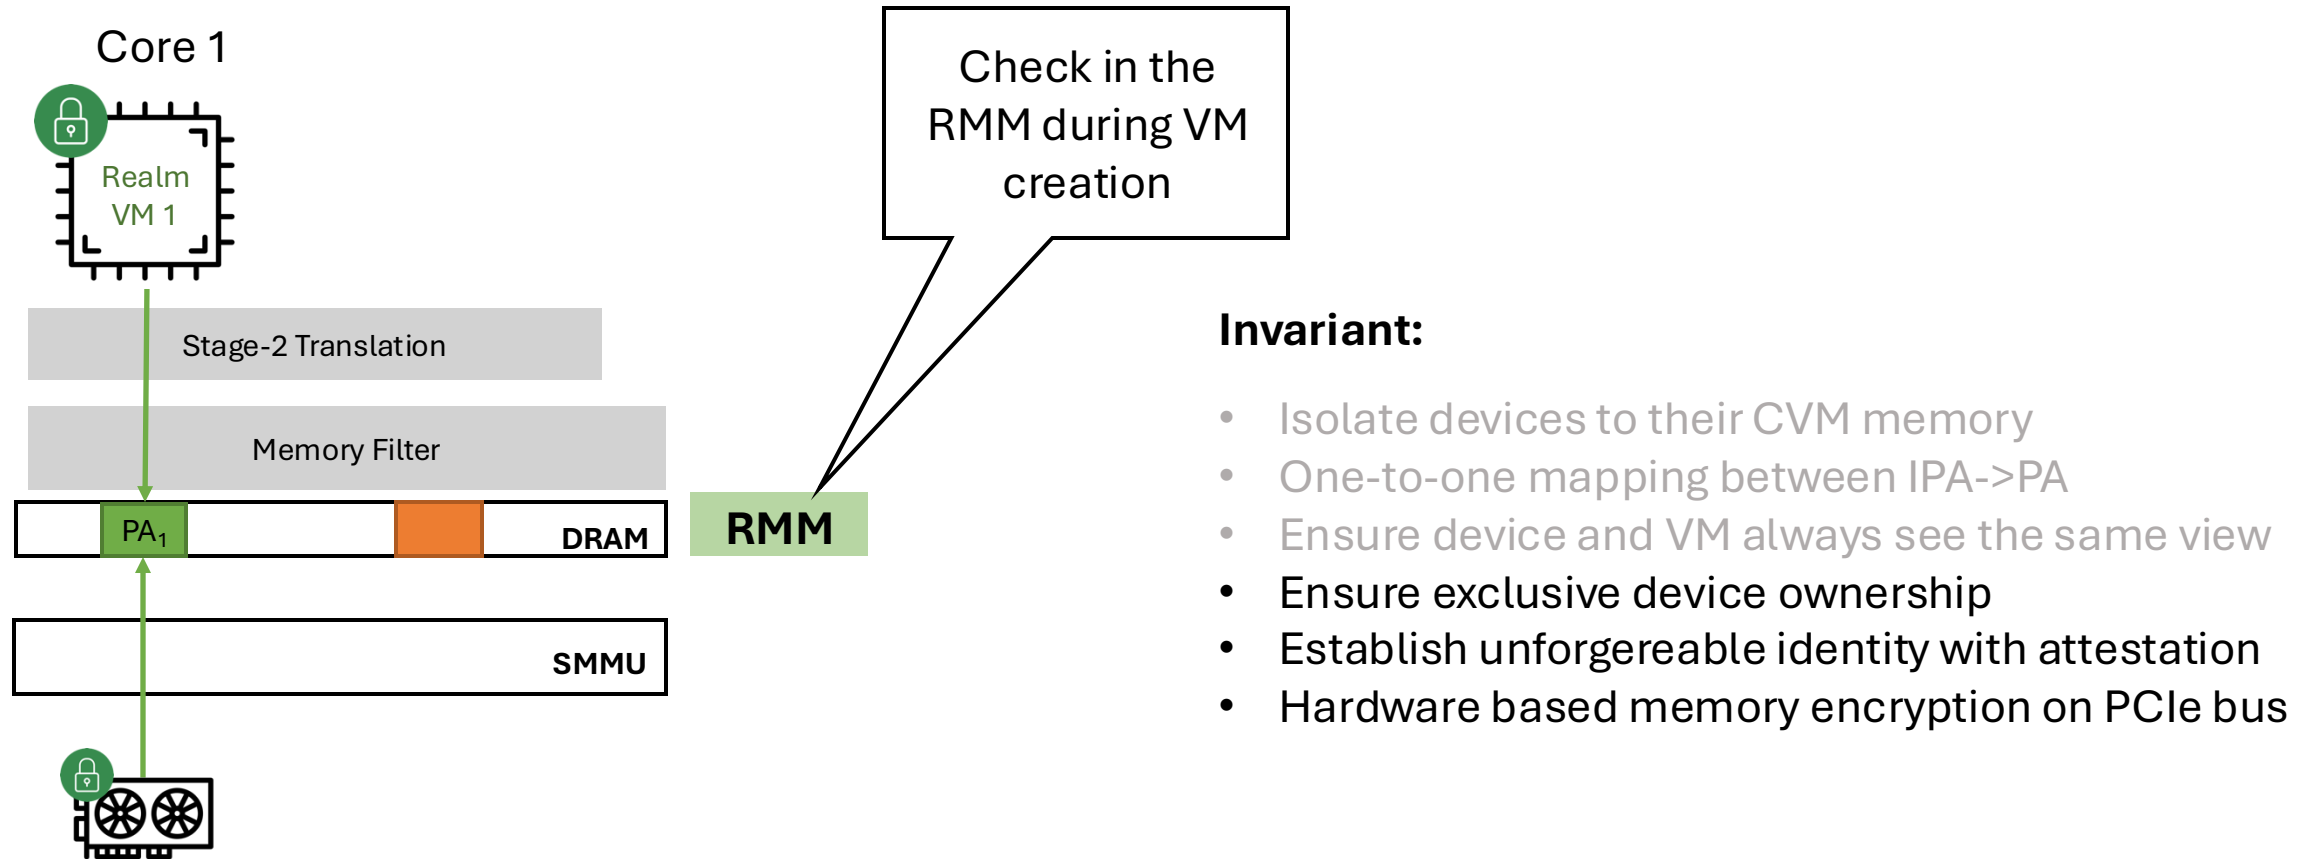 Core 1
Realm
VM 1
Stage-2 Translation
Memory Filter
PA₁
DRAM
RMM
SMMU
Check in the
RMM during VM
creation
Invariant:
• Isolate devices to their CVM memory
• One-to-one mapping between IPA->PA
• Ensure device and VM always see the same view
• Ensure exclusive device ownership
• Establish unforgereable identity with attestation
• Hardware based memory encryption on PCIe bus